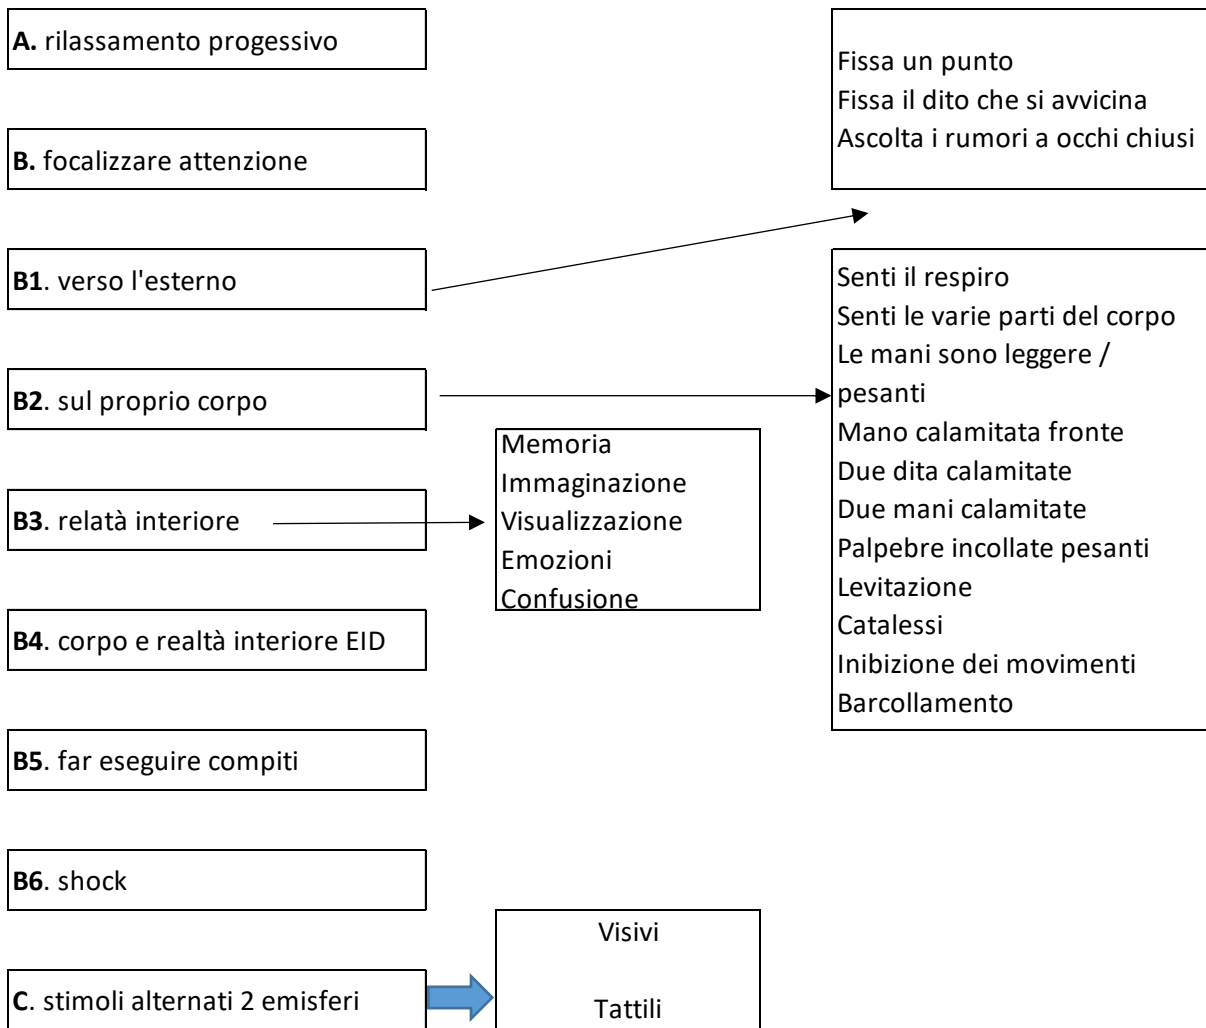 A. rilassamento progessivo
B. focalizzare attenzione
B1. verso l'esterno
Fissa un punto
Fissa il dito che si avvicina
Ascolta i rumori a occhi chiusi
B2. sul proprio corpo
Senti il respiro
Senti le varie parti del corpo
Le mani sono leggere /
pesanti
Mano calamitata fronte
Due dita calamitate
Due mani calamitate
Palpebre incollate pesanti
Levitazione
Catalessi
Inibizione dei movimenti
Barcollamento
B3. relatà interiore
Memoria
Immaginazione
Visualizzazione
Emozioni
Confusione
B4. corpo e realtà interiore EID
B5. far eseguire compiti
B6. shock
C. stimoli alternati 2 emisferi
Visivi
Tattili